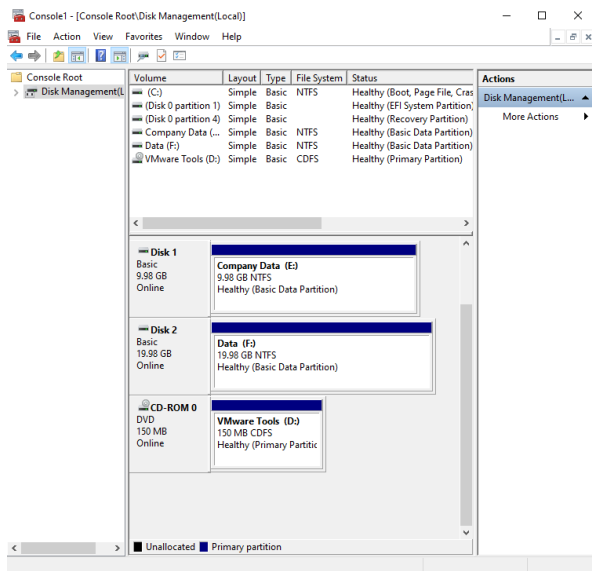 Console1 - [Console Root\Disk Management(Local)]
File Action View Favorites Window Help
Console Root
Disk Management(L
Volume Layout Type File System Status
(C:) Simple Basic NTFS Healthy (Boot, Page File, Cras
(Disk 0 partition 1) Simple Basic Healthy (EFI System Partition)
(Disk 0 partition 4) Simple Basic Healthy (Recovery Partition)
Company Data (... Simple Basic NTFS Healthy (Basic Data Partition)
Data (F:) Simple Basic NTFS Healthy (Basic Data Partition)
VMware Tools (D:) Simple Basic CDFS Healthy (Primary Partition)
Disk 1
Basic
9.98 GB
Online
Company Data (E:)
9.98 GB NTFS
Healthy (Basic Data Partition)
Disk 2
Basic
19.98 GB
Online
Data (F:)
19.98 GB NTFS
Healthy (Basic Data Partition)
CD-ROM 0
DVD
150 MB
Online
VMware Tools (D:)
150 MB CDFS
Healthy (Primary Partitic
Unallocated Primary partition
Actions
Disk Management(L...
More Actions